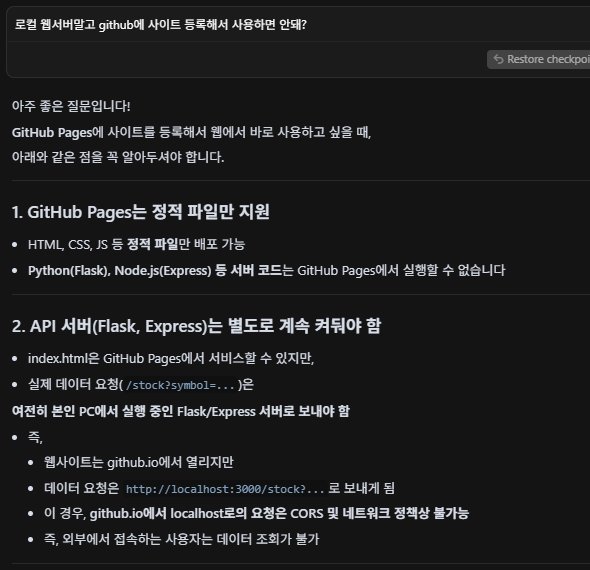 로컬 웹서버말고 github에 사이트 등록해서 사용하면 안돼?
Restore checkpoi
아주 좋은 질문입니다!
GitHub Pages에 사이트를 등록해서 웹에서 바로 사용하고 싶을 때,
아래와 같은 점을 꼭 알아두셔야 합니다.
1. GitHub Pages는 정적 파일만 지원
• HTML, CSS, JS 등 정적 파일만 배포 가능
• Python(Flask), Node.js(Express) 등 서버 코드는 GitHub Pages에서 실행할 수 없습니다
2. API 서버(Flask, Express)는 별도로 계속 켜둬야 함
• index.html은 GitHub Pages에서 서비스할 수 있지만,
• 실제 데이터 요청( /stock?symbol=... )은
여전히 본인 PC에서 실행 중인 Flask/Express 서버로 보내야 함
• 즉,
• 웹사이트는 github.io에서 열리지만
• 데이터 요청은 http://localhost:3000/stock?... 로 보내게 됨
• 이 경우, github.io에서 localhost로의 요청은 CORS 및 네트워크 정책상 불가능
• 즉, 외부에서 접속하는 사용자는 데이터 조회가 불가